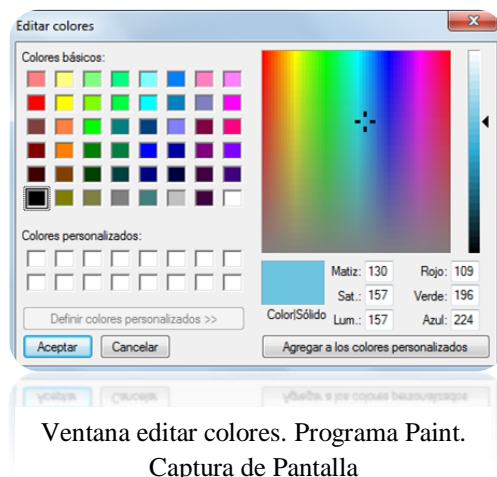 Editar colores
Colores básicos:
Colores personalizados:
Definir colores personalizados >>
Aceptar Cancelar
Color|Sólido
Matiz: 130 Rojo: 109
Sat.: 157 Verde: 196
Lum.: 157 Azul: 224
Agregar a los colores personalizados
Ventana editar colores. Programa Paint.
Captura de Pantalla